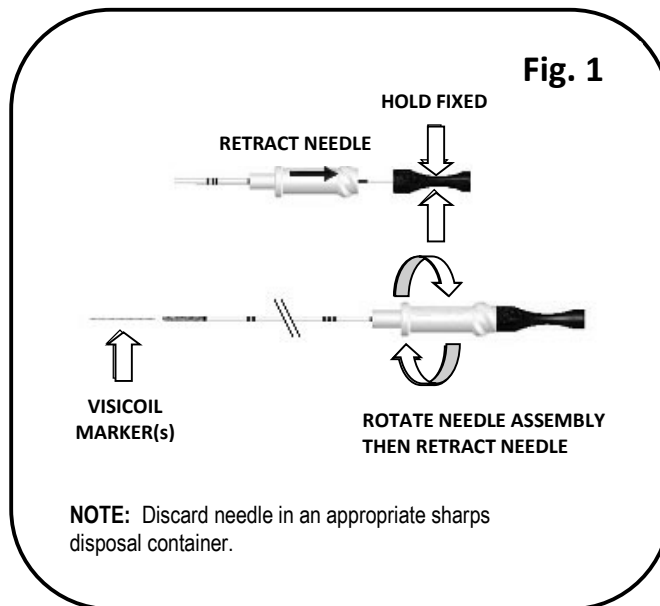 Fig. 1
HOLD FIXED
RETRACT NEEDLE
VISICOIL
MARKER(s)
ROTATE NEEDLE ASSEMBLY
THEN RETRACT NEEDLE
NOTE: Discard needle in an appropriate sharps
disposal container.